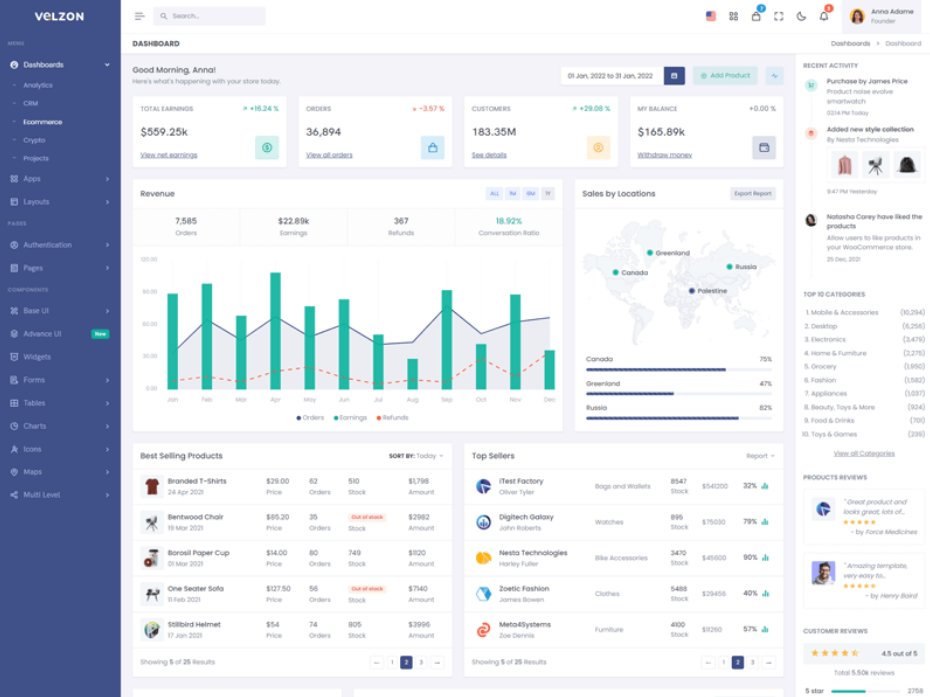 VELZON
Search...
7
5
Anna Adame
Founder
MENU
Dashboards
Analytics
CRM
Ecommerce
Crypto
Projects
Apps
Layouts
PAGES
Authentication
Pages
COMPONENTS
Base UI
Advance UI New
Widgets
Forms
Tables
Charts
Icons
Maps
Multi Level
DASHBOARD
Dashboards > Dashboard
Good Morning, Anna!
Here's what's happening with your store today.
01 Jan, 2022 to 31 Jan, 2022
Add Product
TOTAL EARNINGS +16.24 %
$559.25k
View net earnings
ORDERS -3.57 %
36,894
View all orders
CUSTOMERS +29.08 %
183.35M
See details
MY BALANCE +0.00 %
$165.89k
Withdraw money
Revenue
ALL 1M 6M 1Y
7,585
Orders
$22.89k
Earnings
367
Refunds
18.92%
Conversation Ratio
120.00
90.00
60.00
30.00
0.00
Jan Feb Mar Apr May Jun Jul Aug Sep Oct Nov Dec
Orders Earnings Refunds
Sales by Locations
Export Report
Greenland
Canada
Russia
Palestine
Canada 75%
Greenland 47%
Russia 82%
Best Selling Products
SORT BY: Today
Branded T-Shirts $29.00 62 510 $1,798
24 Apr 2021 Price Orders Stock Amount
Bentwood Chair $85.20 35 Out of stock $2982
19 Mar 2021 Price Orders Stock Amount
Borosil Paper Cup $14.00 80 749 $1120
01 Mar 2021 Price Orders Stock Amount
One Seater Sofa $127.50 56 Out of stock $7140
11 Feb 2021 Price Orders Stock Amount
Stillbird Helmet $54 74 805 $3996
17 Jan 2021 Price Orders Stock Amount
Showing 5 of 25 Results
← 1 2 3 →
Top Sellers
Report
iTest Factory
Oliver Tyler
Bags and Wallets
8547
Stock
$541200
32%
Digitech Galaxy
John Roberts
Watches
895
Stock
$75030
79%
Nesta Technologies
Harley Fuller
Bike Accessories
3470
Stock
$45600
90%
Zoetic Fashion
James Bowen
Clothes
5488
Stock
$29456
40%
Meta4Systems
Zoe Dennis
Furniture
4100
Stock
$11260
57%
Showing 5 of 25 Results
← 1 2 3 →
RECENT ACTIVITY
Purchase by James Price
Product noise evolve
smartwatch
02:14 PM Today
Added new style collection
By Nesta Technologies
9:47 PM Yesterday
Natasha Carey have liked the
products
Allow users to like products in
your WooCommerce store.
25 Dec, 2021
TOP 10 CATEGORIES
1. Mobile & Accessories (10,294)
2. Desktop (6,256)
3. Electronics (3,479)
4. Home & Furniture (2,275)
5. Grocery (1,950)
6. Fashion (1,582)
7. Appliances (1,037)
8. Beauty, Toys & More (924)
9. Food & Drinks (701)
10. Toys & Games (239)
View all Categories
PRODUCTS REVIEWS
" Great product and
looks great, lots of...
- by Force Medicines
" Amazing template,
very easy to...
- by Henry Baird
CUSTOMER REVIEWS
4.5 out of 5
Total 5.50k reviews
5 star 2758